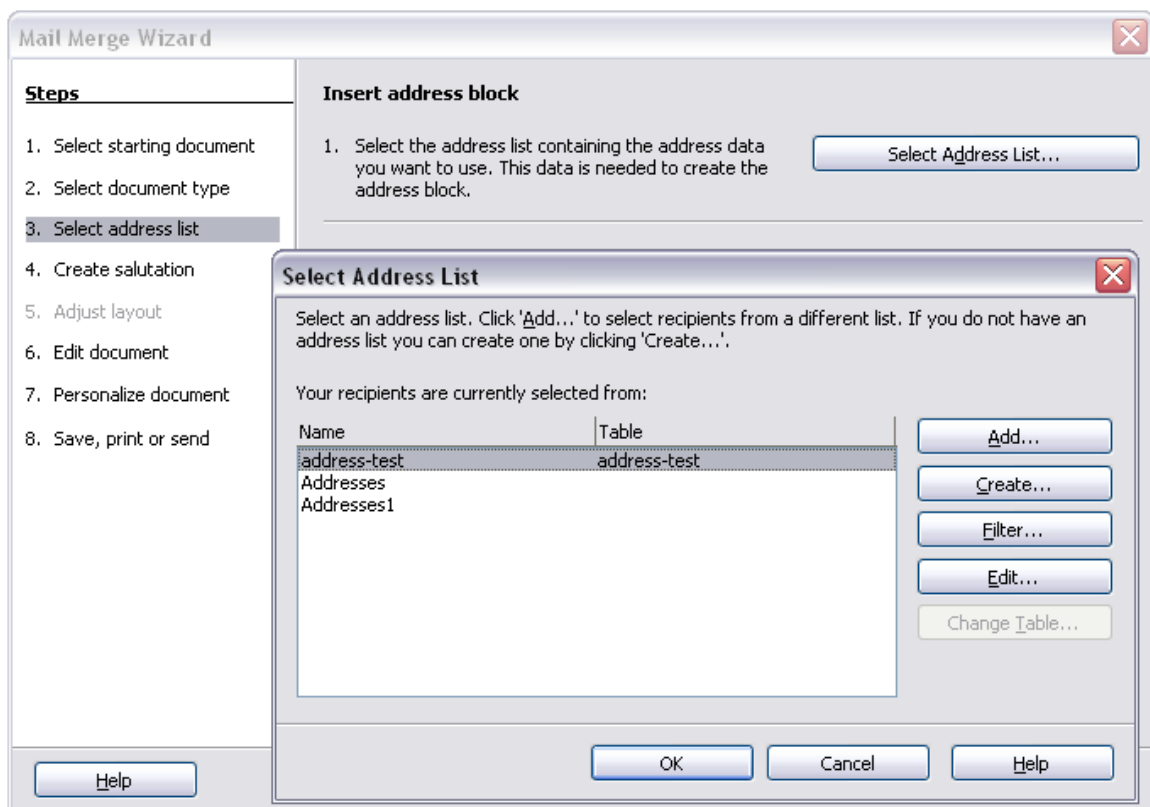 Mail Merge Wizard
Steps
1. Select starting document
2. Select document type
3. Select address list
4. Create salutation
5. Adjust layout
6. Edit document
7. Personalize document
8. Save, print or send
Help
Insert address block
1. Select the address list containing the address data
you want to use. This data is needed to create the
address block.
Select Address List...
Select Address List
Select an address list. Click 'Add...' to select recipients from a different list. If you do not have an
address list you can create one by clicking 'Create...'.
Your recipients are currently selected from:
Name Table
address-test address-test
Addresses
Addresses1
Add...
Create...
Filter...
Edit...
Change Table...
OK Cancel Help